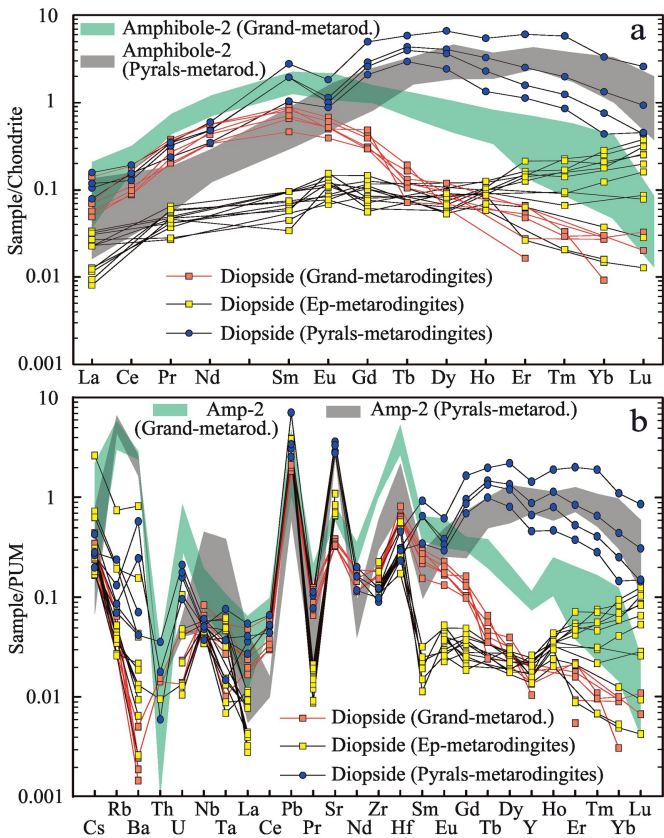 a
Amphibole-2 (Grand-metarod.)
Amphibole-2
(Pyrals-metarod.)
10
1
0.1
0.01
0.001
Sample/Chondrite
Diopside (Grand-metarodingites)
Diopside (Ep-metarodingites)
Diopside (Pyrals-metarodingites)
La Ce Pr Nd Sm Eu Gd Tb Dy Ho Er Tm Yb Lu
b
Amp-2
(Grand-metarod.)
Amp-2 (Pyrals-metarod.)
10
1
0.1
0.01
0.001
Sample/PUM
Diopside (Grand-metarod.)
Diopside (Ep-metarodingites)
Diopside (Pyrals-metarodingites)
Rb Th Nb La Pb Sr Zr Sm Gd Dy Ho Tm Lu
Cs Ba U Ta Ce Pr Nd Hf Eu Tb Y Er Yb